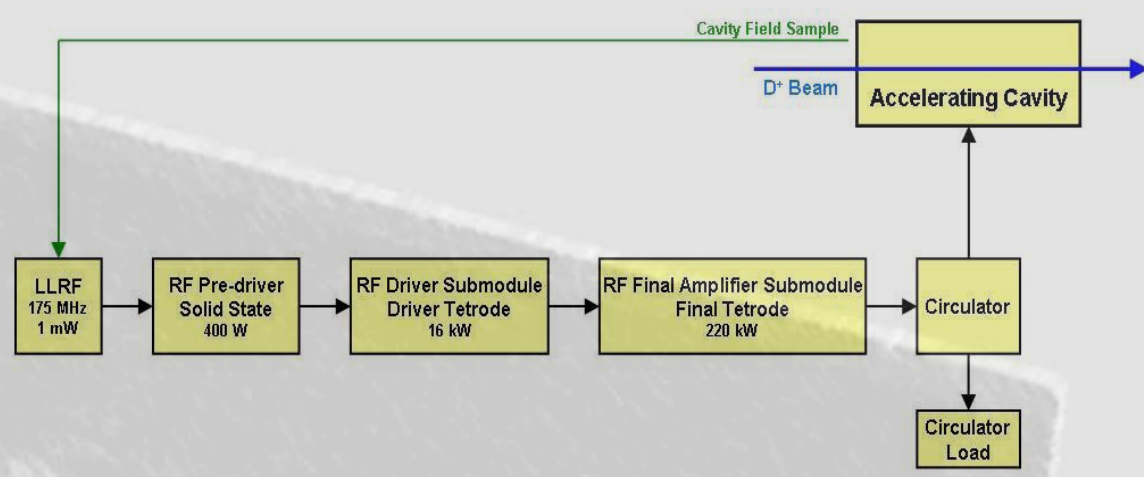 Cavity Field Sample
D⁺ Beam
Accelerating Cavity
LLRF
175 MHz
1 mW
RF Pre-driver
Solid State
400 W
RF Driver Submodule
Driver Tetrode
16 kW
RF Final Amplifier Submodule
Final Tetrode
220 kW
Circulator
Circulator
Load